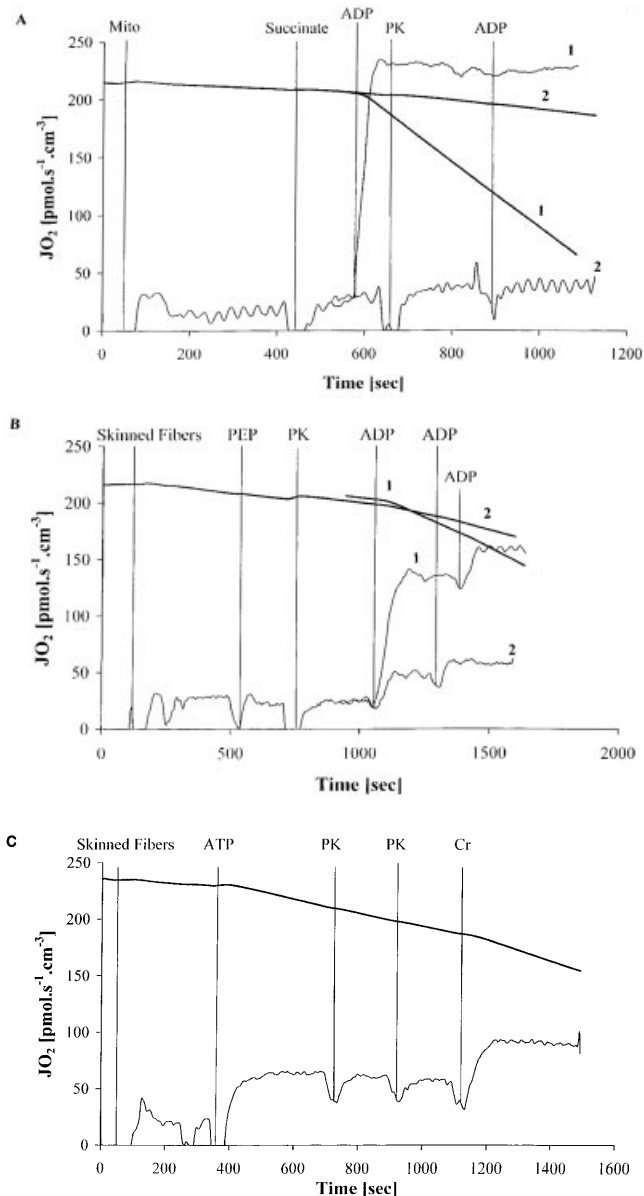 A
Mito
Succinate
ADP
PK
ADP
250
200
150
100
50
0
JO₂ [pmol.s⁻¹.cm⁻³]
1
2
1
2
0 200 400 600 800 1000 1200
Time [sec]
B
Skinned Fibers PEP PK ADP ADP
ADP
250
200
150
100
50
0
JO₂ [pmol.s⁻¹.cm⁻³]
1
2
1
2
0 500 1000 1500 2000
Time [sec]
C
Skinned Fibers ATP PK PK Cr
250
200
150
100
50
0
JO₂ [pmol.s⁻¹.cm⁻³]
0 200 400 600 800 1000 1200 1400 1600
Time [sec]